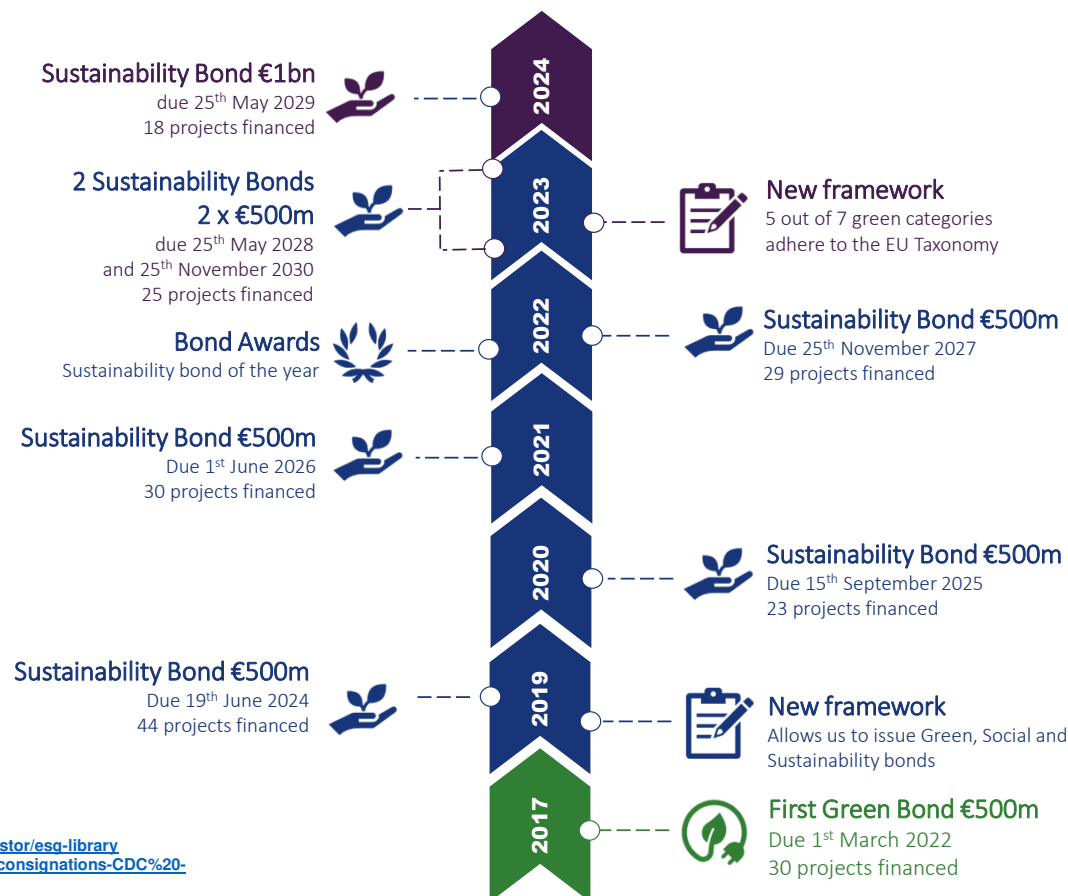 2024
Sustainability Bond €1bn
due 25th May 2029
18 projects financed
2 Sustainability Bonds
2 x €500m
due 25th May 2028
and 25th November 2030
25 projects financed
2023
New framework
5 out of 7 green categories
adhere to the EU Taxonomy
2022
Sustainability Bond €500m
Due 25th November 2027
29 projects financed
Bond Awards
Sustainability bond of the year
2021
Sustainability Bond €500m
Due 1st June 2026
30 projects financed
2020
Sustainability Bond €500m
Due 15th September 2025
23 projects financed
2019
Sustainability Bond €500m
Due 19th June 2024
44 projects financed
New framework
Allows us to issue Green, Social and
Sustainability bonds
2017
First Green Bond €500m
Due 1st March 2022
30 projects financed
stor/esg-library
consignations-CDC%20-